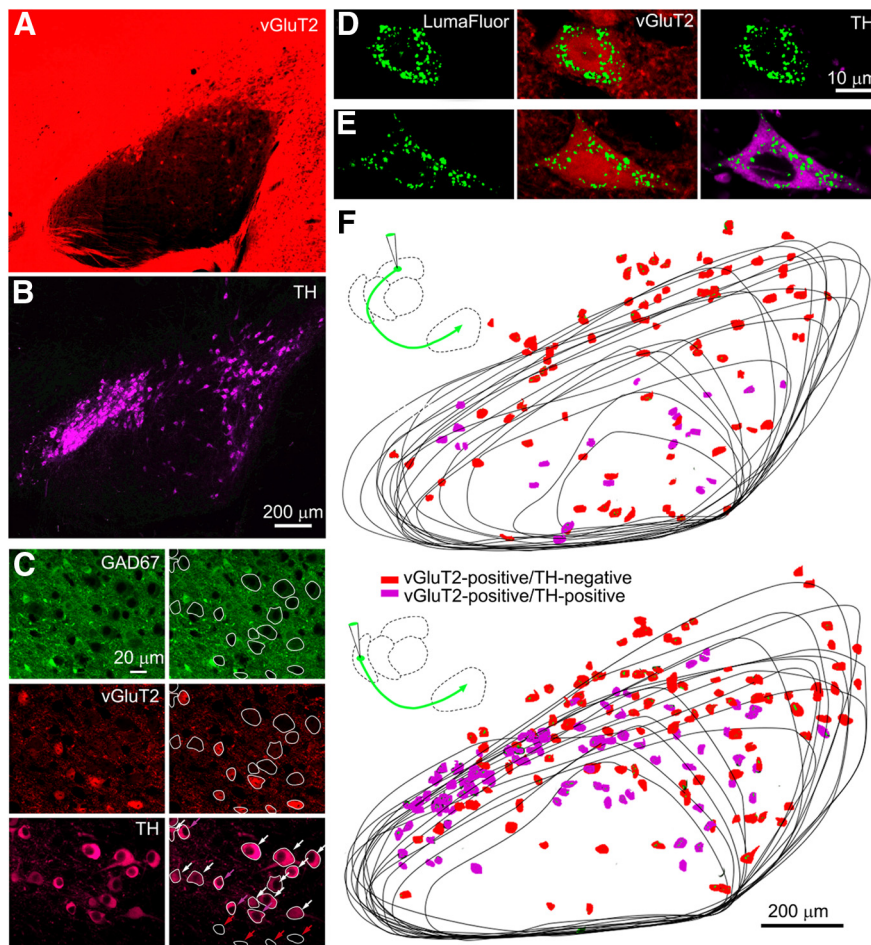 A
vGluT2
B
TH
200 μm
C
GAD67
20 μm
vGluT2
TH
D
LumaFluor
vGluT2
TH
10 μm
E
F
vGluT2-positive/TH-negative
vGluT2-positive/TH-positive
200 μm